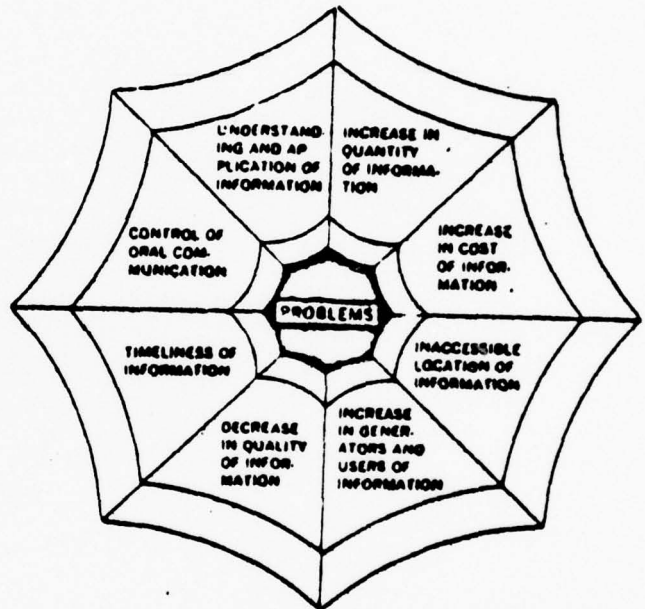 UNDERSTAND-
ING AND AP
PLICATION OF
INFORMATION
INCREASE IN
QUANTITY
OF INFORMA-
TION
CONTROL OF
ORAL COM-
MUNICATION
INCREASE
IN COST
OF INFOR-
MATION
PROBLEMS
TIMELINESS OF
INFORMATION
INACCESSIBLE
LOCATION OF
INFORMATION
DECREASE
IN QUALITY
OF INFOR-
MATION
INCREASE
IN GENER-
ATORS AND
USERS OF
INFORMATION